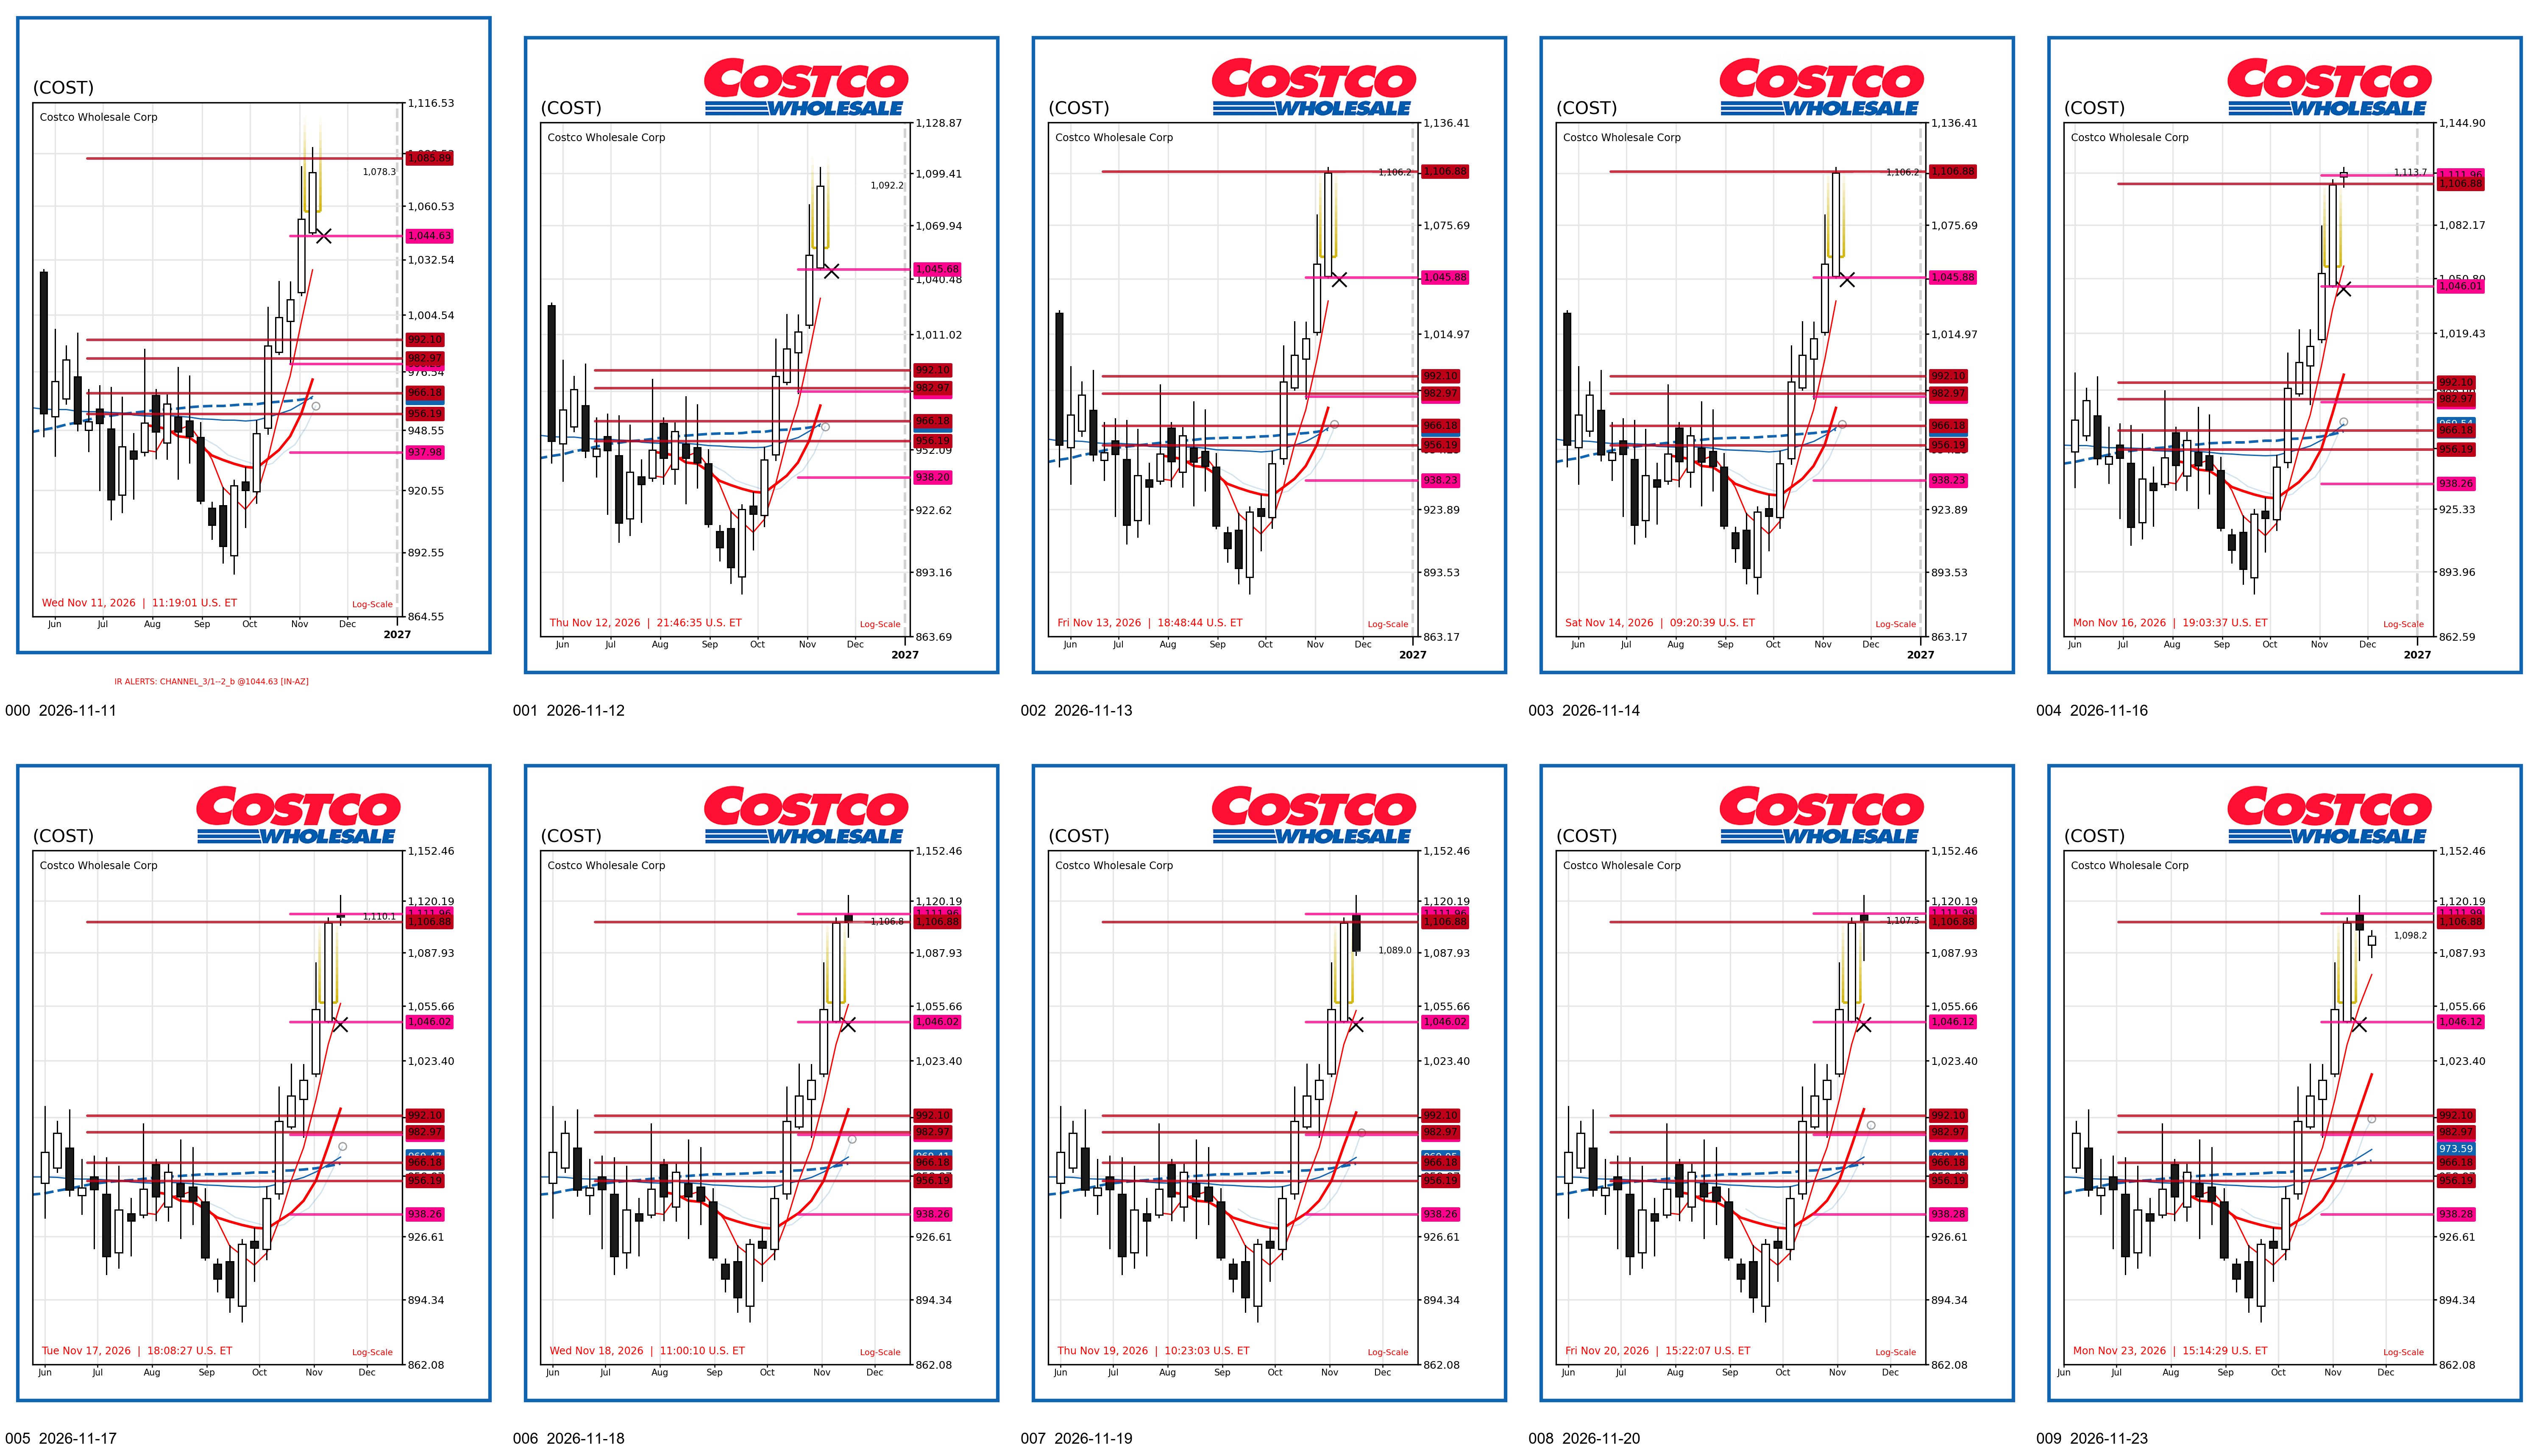 (COST)
Costco Wholesale Corp
1,116.53
1,085.89
1,078.3
1,060.53
1,044.63
1,032.54
1,004.54
992.10
982.97
976.54
966.18
956.19
948.55
937.98
920.55
892.55
864.55
Wed Nov 11, 2026 | 11:19:01 U.S. ET
Log-Scale
Jun Jul Aug Sep Oct Nov Dec
2027
IR ALERTS: CHANNEL_3/1--2_b @1044.63 [IN-AZ]
000 2026-11-11
COSTCO
WHOLESALE
(COST)
Costco Wholesale Corp
1,128.87
1,099.41
1,092.2
1,069.94
1,045.68
1,040.48
1,011.02
992.10
982.97
966.18
956.19
952.09
938.20
922.62
893.16
863.69
Thu Nov 12, 2026 | 21:46:35 U.S. ET
Log-Scale
Jun Jul Aug Sep Oct Nov Dec
2027
001 2026-11-12
COSTCO
WHOLESALE
(COST)
Costco Wholesale Corp
1,136.41
1,106.2
1,106.88
1,075.69
1,045.88
1,014.97
992.10
982.97
966.18
956.19
938.23
923.89
893.53
863.17
Fri Nov 13, 2026 | 18:48:44 U.S. ET
Log-Scale
Jun Jul Aug Sep Oct Nov Dec
2027
002 2026-11-13
COSTCO
WHOLESALE
(COST)
Costco Wholesale Corp
1,136.41
1,106.2
1,106.88
1,075.69
1,045.88
1,014.97
992.10
982.97
966.18
956.19
938.23
923.89
893.53
863.17
Sat Nov 14, 2026 | 09:20:39 U.S. ET
Log-Scale
Jun Jul Aug Sep Oct Nov Dec
2027
003 2026-11-14
COSTCO
WHOLESALE
(COST)
Costco Wholesale Corp
1,144.90
1,113.7
1,111.96
1,106.88
1,082.17
1,050.80
1,046.01
1,019.43
992.10
982.97
966.18
956.19
938.26
925.33
893.96
862.59
Mon Nov 16, 2026 | 19:03:37 U.S. ET
Log-Scale
Jun Jul Aug Sep Oct Nov Dec
2027
004 2026-11-16
COSTCO
WHOLESALE
(COST)
Costco Wholesale Corp
1,152.46
1,120.19
1,111.96
1,110.1
1,106.88
1,087.93
1,055.66
1,046.02
1,023.40
992.10
982.97
966.18
956.19
938.26
926.61
894.34
862.08
Tue Nov 17, 2026 | 18:08:27 U.S. ET
Log-Scale
Jun Jul Aug Sep Oct Nov Dec
005 2026-11-17
COSTCO
WHOLESALE
(COST)
Costco Wholesale Corp
1,152.46
1,120.19
1,111.96
1,106.8
1,106.88
1,087.93
1,055.66
1,046.02
1,023.40
992.10
982.97
966.18
956.19
938.26
926.61
894.34
862.08
Wed Nov 18, 2026 | 11:00:10 U.S. ET
Log-Scale
Jun Jul Aug Sep Oct Nov Dec
006 2026-11-18
COSTCO
WHOLESALE
(COST)
Costco Wholesale Corp
1,152.46
1,120.19
1,111.96
1,106.88
1,089.0
1,087.93
1,055.66
1,046.02
1,023.40
992.10
982.97
966.18
956.19
938.26
926.61
894.34
862.08
Thu Nov 19, 2026 | 10:23:03 U.S. ET
Log-Scale
Jun Jul Aug Sep Oct Nov Dec
007 2026-11-19
COSTCO
WHOLESALE
(COST)
Costco Wholesale Corp
1,152.46
1,120.19
1,111.99
1,107.5
1,106.88
1,087.93
1,055.66
1,046.12
1,023.40
992.10
982.97
966.18
956.19
938.28
926.61
894.34
862.08
Fri Nov 20, 2026 | 15:22:07 U.S. ET
Log-Scale
Jun Jul Aug Sep Oct Nov Dec
008 2026-11-20
COSTCO
WHOLESALE
(COST)
Costco Wholesale Corp
1,152.46
1,120.19
1,111.99
1,106.88
1,098.2
1,087.93
1,055.66
1,046.12
1,023.40
992.10
982.97
973.59
966.18
956.19
938.28
926.61
894.34
862.08
Mon Nov 23, 2026 | 15:14:29 U.S. ET
Log-Scale
Jun Jul Aug Sep Oct Nov Dec
009 2026-11-23